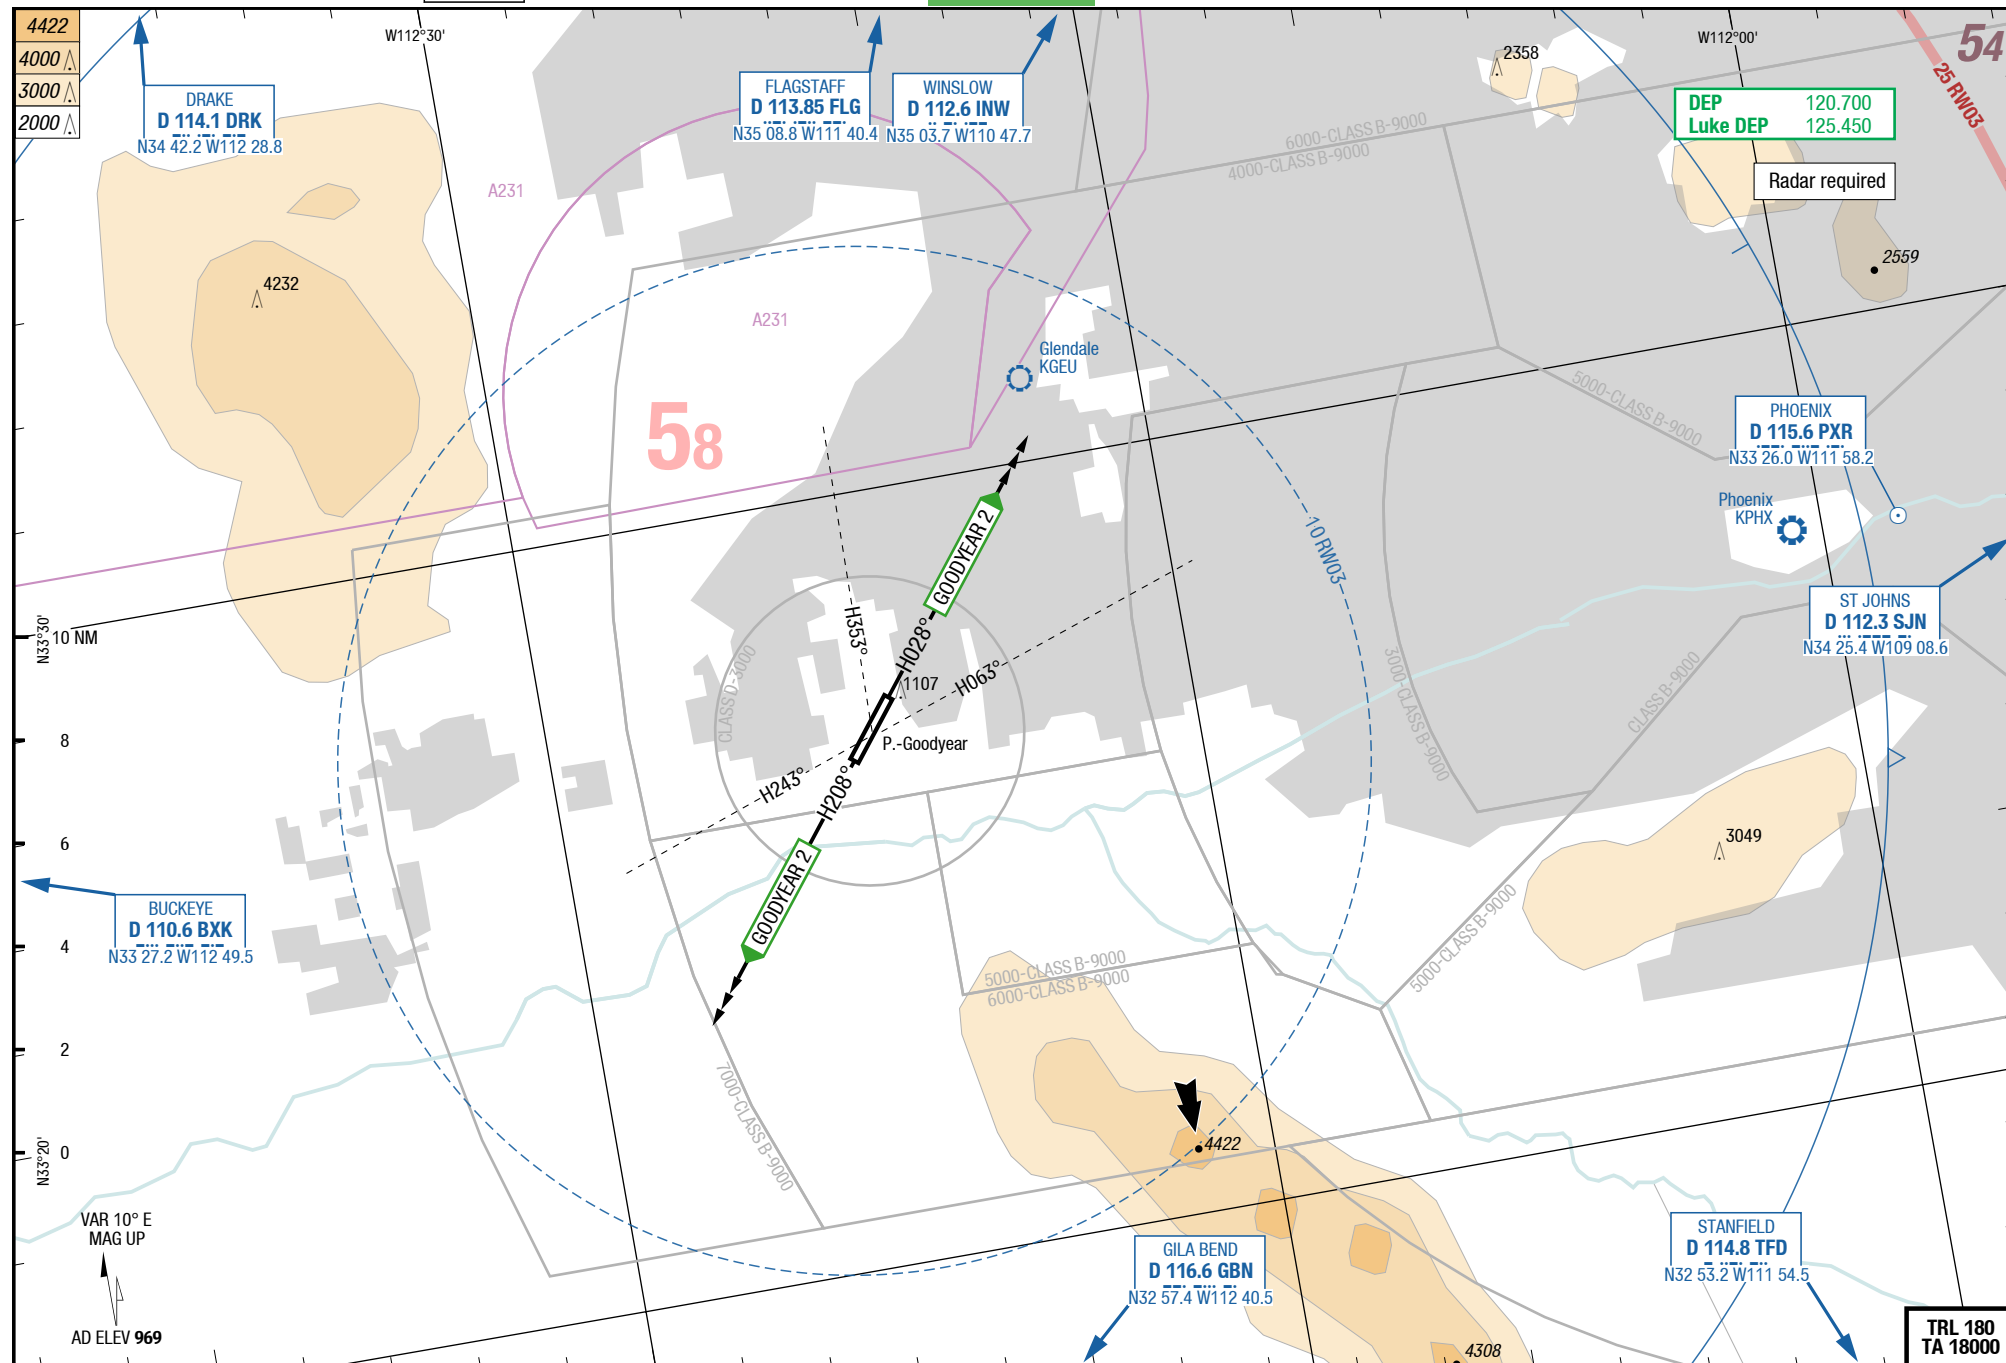 4422
4000
3000
2000
W112°30'
W112°00'
54
25 RW03
DRAKE
D 114.1 DRK
N34 42.2 W112 28.8
FLAGSTAFF
D 113.85 FLG
N35 08.8 W111 40.4
WINSLOW
D 112.6 INW
N35 03.7 W110 47.7
2358
DEP 120.700
Luke DEP 125.450
Radar required
6000-CLASS B-9000
4000-CLASS B-9000
A231
2559
4232
A231
Glendale
KGEU
58
5000-CLASS B-9000
PHOENIX
D 115.6 PXR
N33 26.0 W111 58.2
Phoenix
KPHX
10 RW03
GOODYEAR 2
ST JOHNS
D 112.3 SJN
N34 25.4 W109 08.6
N33°30'
10 NM
H353°
H028°
H063°
1107
CLASS D-3000
3000-CLASS B-9000
CLASS B-9000
8
P.-Goodyear
H243°
H208°
6
3049
GOODYEAR 2
BUCKEYE
D 110.6 BXK
N33 27.2 W112 49.5
4
5000-CLASS B-9000
6000-CLASS B-9000
5000-CLASS B-9000
2
7000-CLASS B-9000
4422
N33°20'
0
VAR 10° E
MAG UP
AD ELEV 969
GILA BEND
D 116.6 GBN
N32 57.4 W112 40.5
STANFIELD
D 114.8 TFD
N32 53.2 W111 54.5
4308
TRL 180
TA 18000